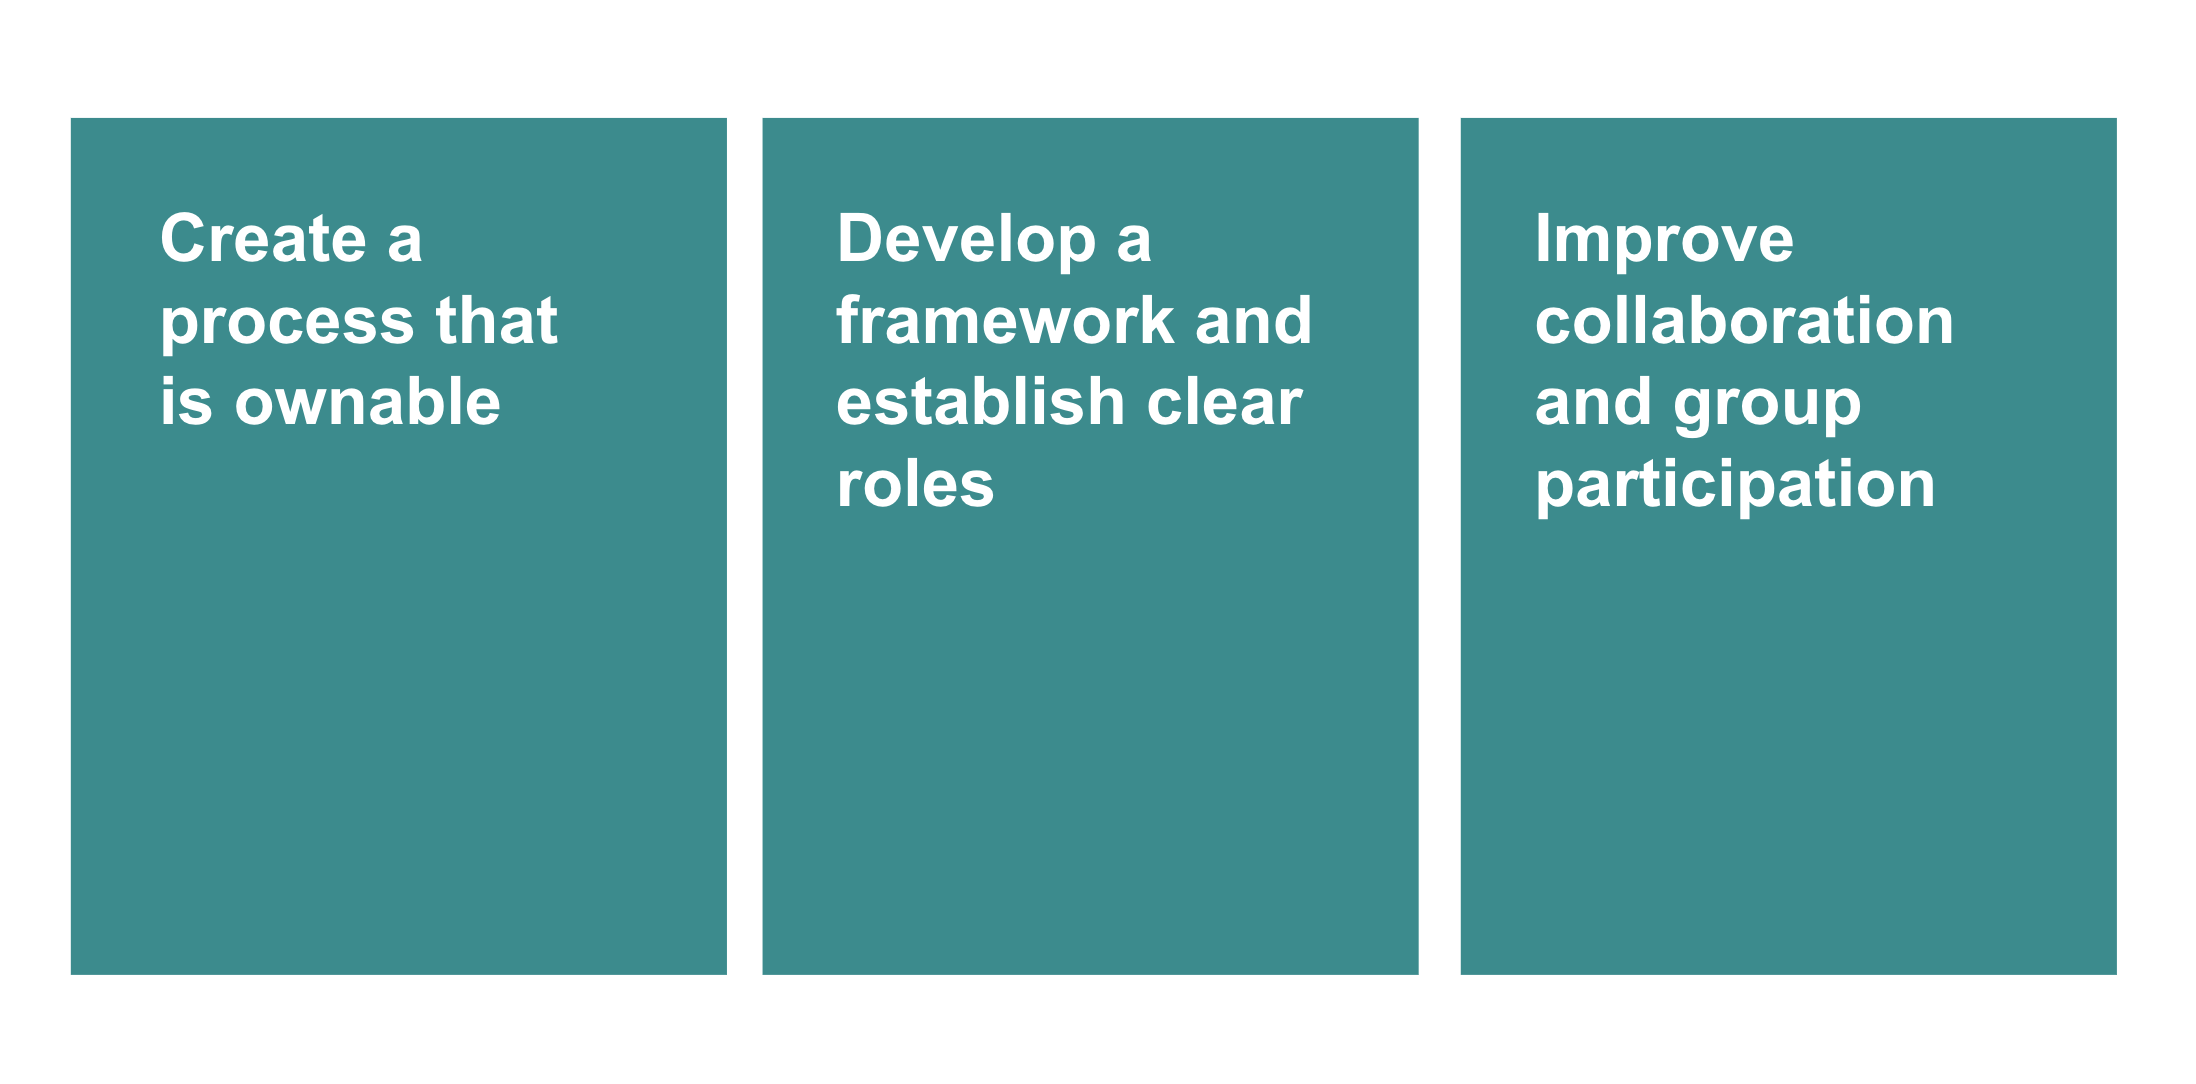 Create a
process that
is ownable
Develop a
framework and
establish clear
roles
Improve
collaboration
and group
participation